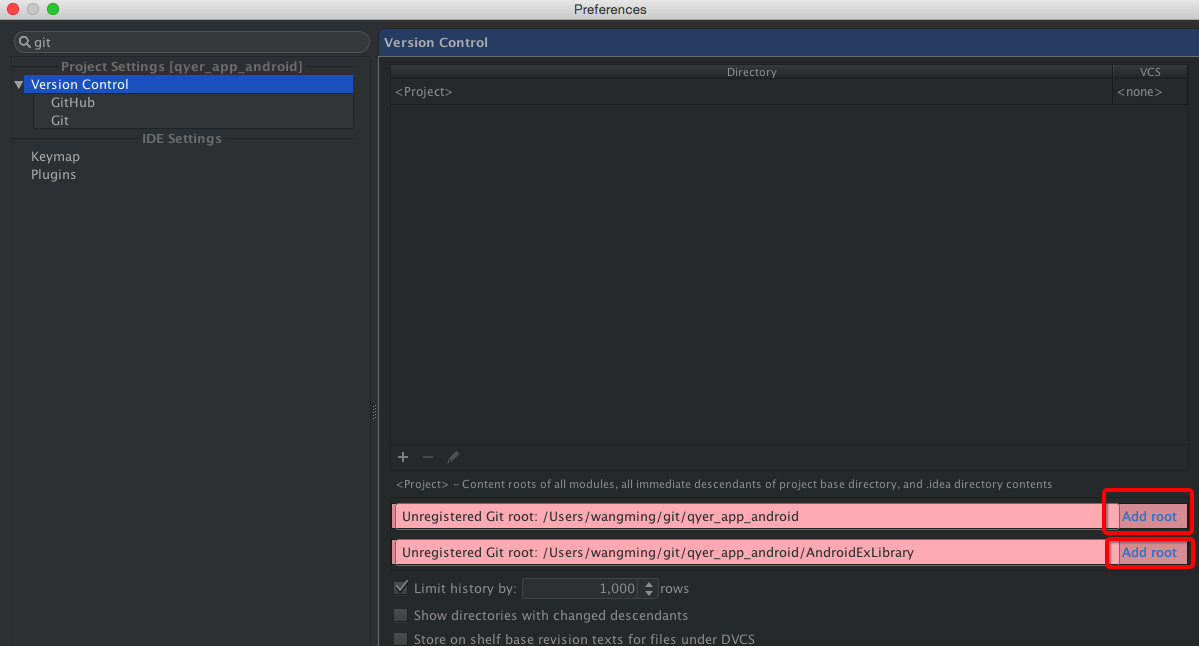 Preferences
git
Project Settings [qyer_app_android]
Version Control
GitHub
Git
IDE Settings
Keymap
Plugins
Version Control
Directory VCS
<Project> <none>
<Project> – Content roots of all modules, all immediate descendants of project base directory, and .idea directory contents
Unregistered Git root: /Users/wangming/git/qyer_app_android Add root
Unregistered Git root: /Users/wangming/git/qyer_app_android/AndroidExLibrary Add root
Limit history by: 1,000 rows
Show directories with changed descendants
Store on shelf base revision texts for files under DVCS